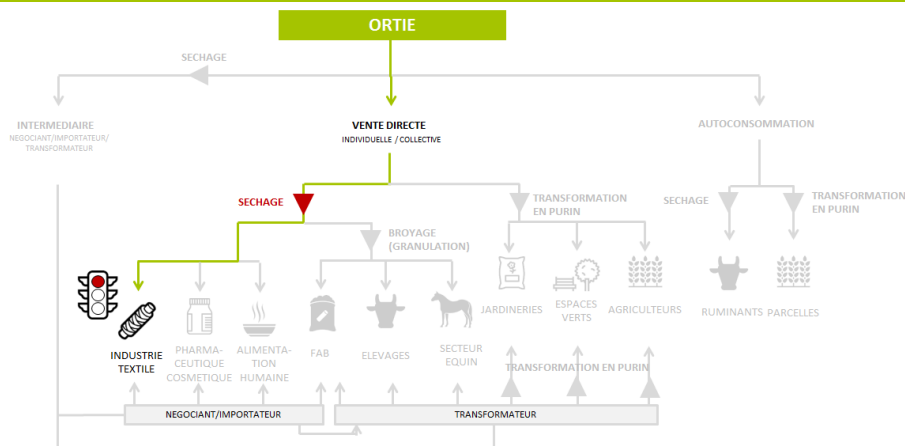 ORTIE
SECHAGE
INTERMEDIAIRE
NEGOCIANT/IMPORTATEUR/
TRANSFORMATEUR
VENTE DIRECTE
INDIVIDUELLE / COLLECTIVE
AUTOCONSOMMATION
SECHAGE
TRANSFORMATION
EN PURIN
SECHAGE
TRANSFORMATION
EN PURIN
BROYAGE
(GRANULATION)
INDUSTRIE
TEXTILE
PHARMA-
CEUTIQUE
COSMETIQUE
ALIMENTA-
TION
HUMAINE
FAB
ELEVAGES
SECTEUR
EQUIN
JARDINERIES
ESPACES
VERTS
AGRICULTEURS
RUMINANTS
PARCELLES
TRANSFORMATION EN PURIN
NEGOCIANT/IMPORTATEUR
TRANSFORMATEUR